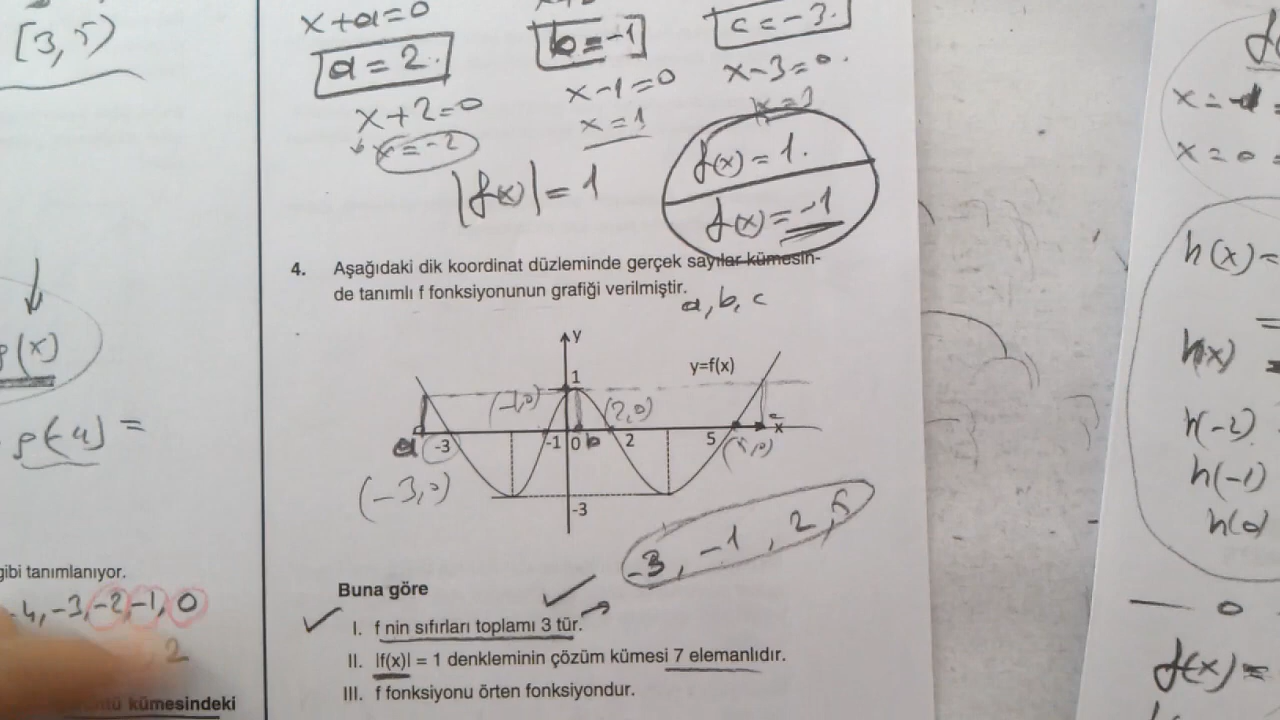 [3, 5)
x+a=0
a = 2.
x+2=0
x = -2
b = -1
x-1=0
x = 1
c = -3.
x-3=0.
|f(x)| = 1
f(x) = 1.
f(x) = -1
4. Aşağıdaki dik koordinat düzleminde gerçek sayılar kümesin-
de tanımlı f fonksiyonunun grafiği verilmiştir.
a, b, c
y
1
y=f(x)
(-1,0)
(2,0)
a -3 -1 0 b 2 5 c x
(-3,0)
(5,0)
-3
-3, -1, 2, 5
Buna göre
I. f nin sıfırları toplamı 3 tür.
II. |f(x)| = 1 denkleminin çözüm kümesi 7 elemanlıdır.
III. f fonksiyonu örten fonksiyondur.
gibi tanımlanıyor.
-4, -3, -2, -1, 0
2
kümesindeki
x = 0 =
h(x) =
h(x)
h(-2)
h(-1)
h(0)
f(x) =